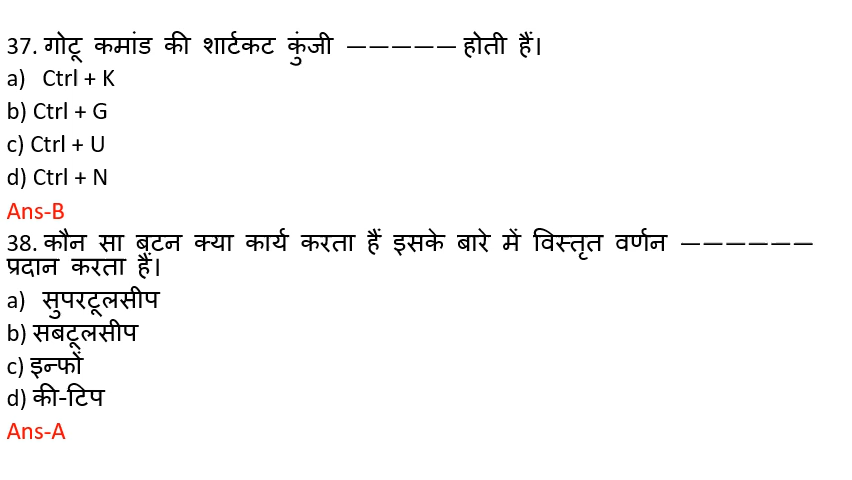 37. गोटू कमांड की शार्टकट कुंजी ————— होती हैं।
a) Ctrl + K
b) Ctrl + G
c) Ctrl + U
d) Ctrl + N
Ans-B
38. कौन सा बटन क्या कार्य करता हैं इसके बारे में विस्तृत वर्णन ——————
प्रदान करता हैं।
a) सुपरटूलसीप
b) सबटूलसीप
c) इन्फों
d) की-टिप
Ans-A